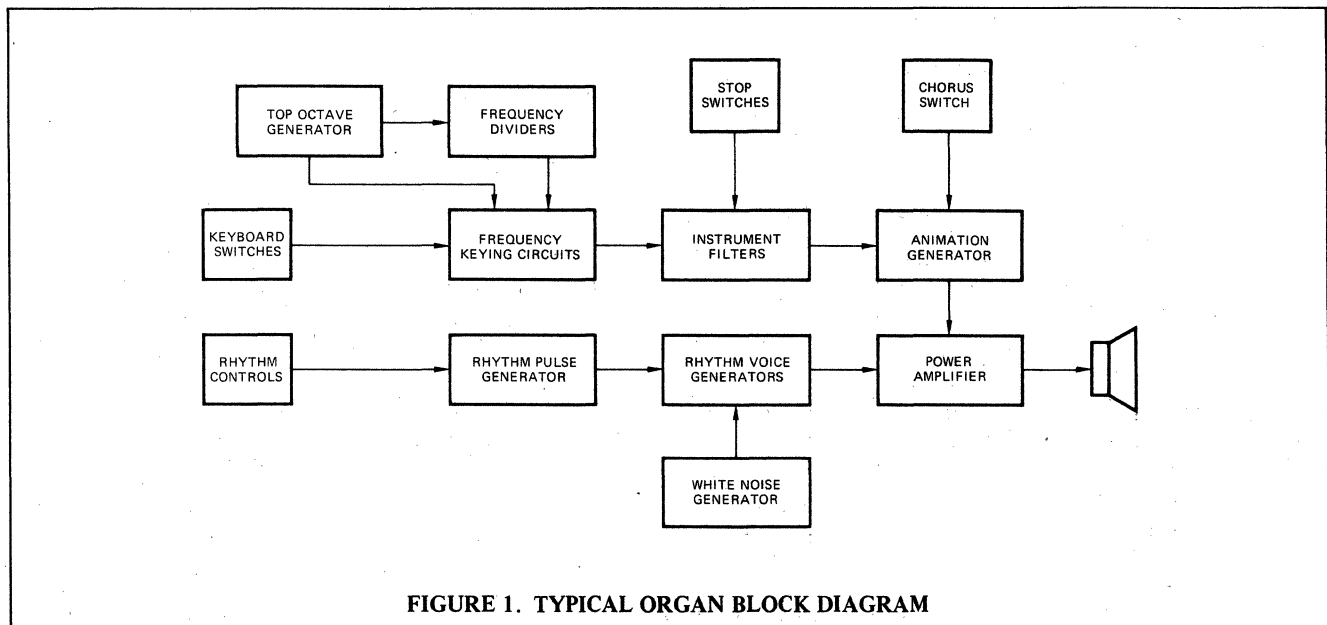 STOP
SWITCHES
CHORUS
SWITCH
TOP OCTAVE
GENERATOR
FREQUENCY
DIVIDERS
KEYBOARD
SWITCHES
FREQUENCY
KEYING CIRCUITS
INSTRUMENT
FILTERS
ANIMATION
GENERATOR
RHYTHM
CONTROLS
RHYTHM PULSE
GENERATOR
RHYTHM VOICE
GENERATORS
POWER
AMPLIFIER
WHITE NOISE
GENERATOR
FIGURE 1. TYPICAL ORGAN BLOCK DIAGRAM